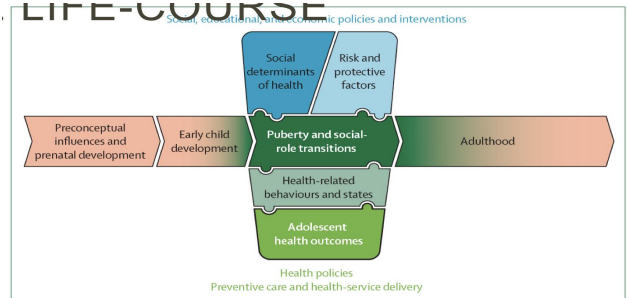 LIFE-COURSE
Social, educational, and economic policies and interventions
Social
determinants
of health
Risk and
protective
factors
Preconceptual
influences and
prenatal development
Early child
development
Puberty and social-
role transitions
Adulthood
Health-related
behaviours and states
Adolescent
health outcomes
Health policies
Preventive care and health-service delivery